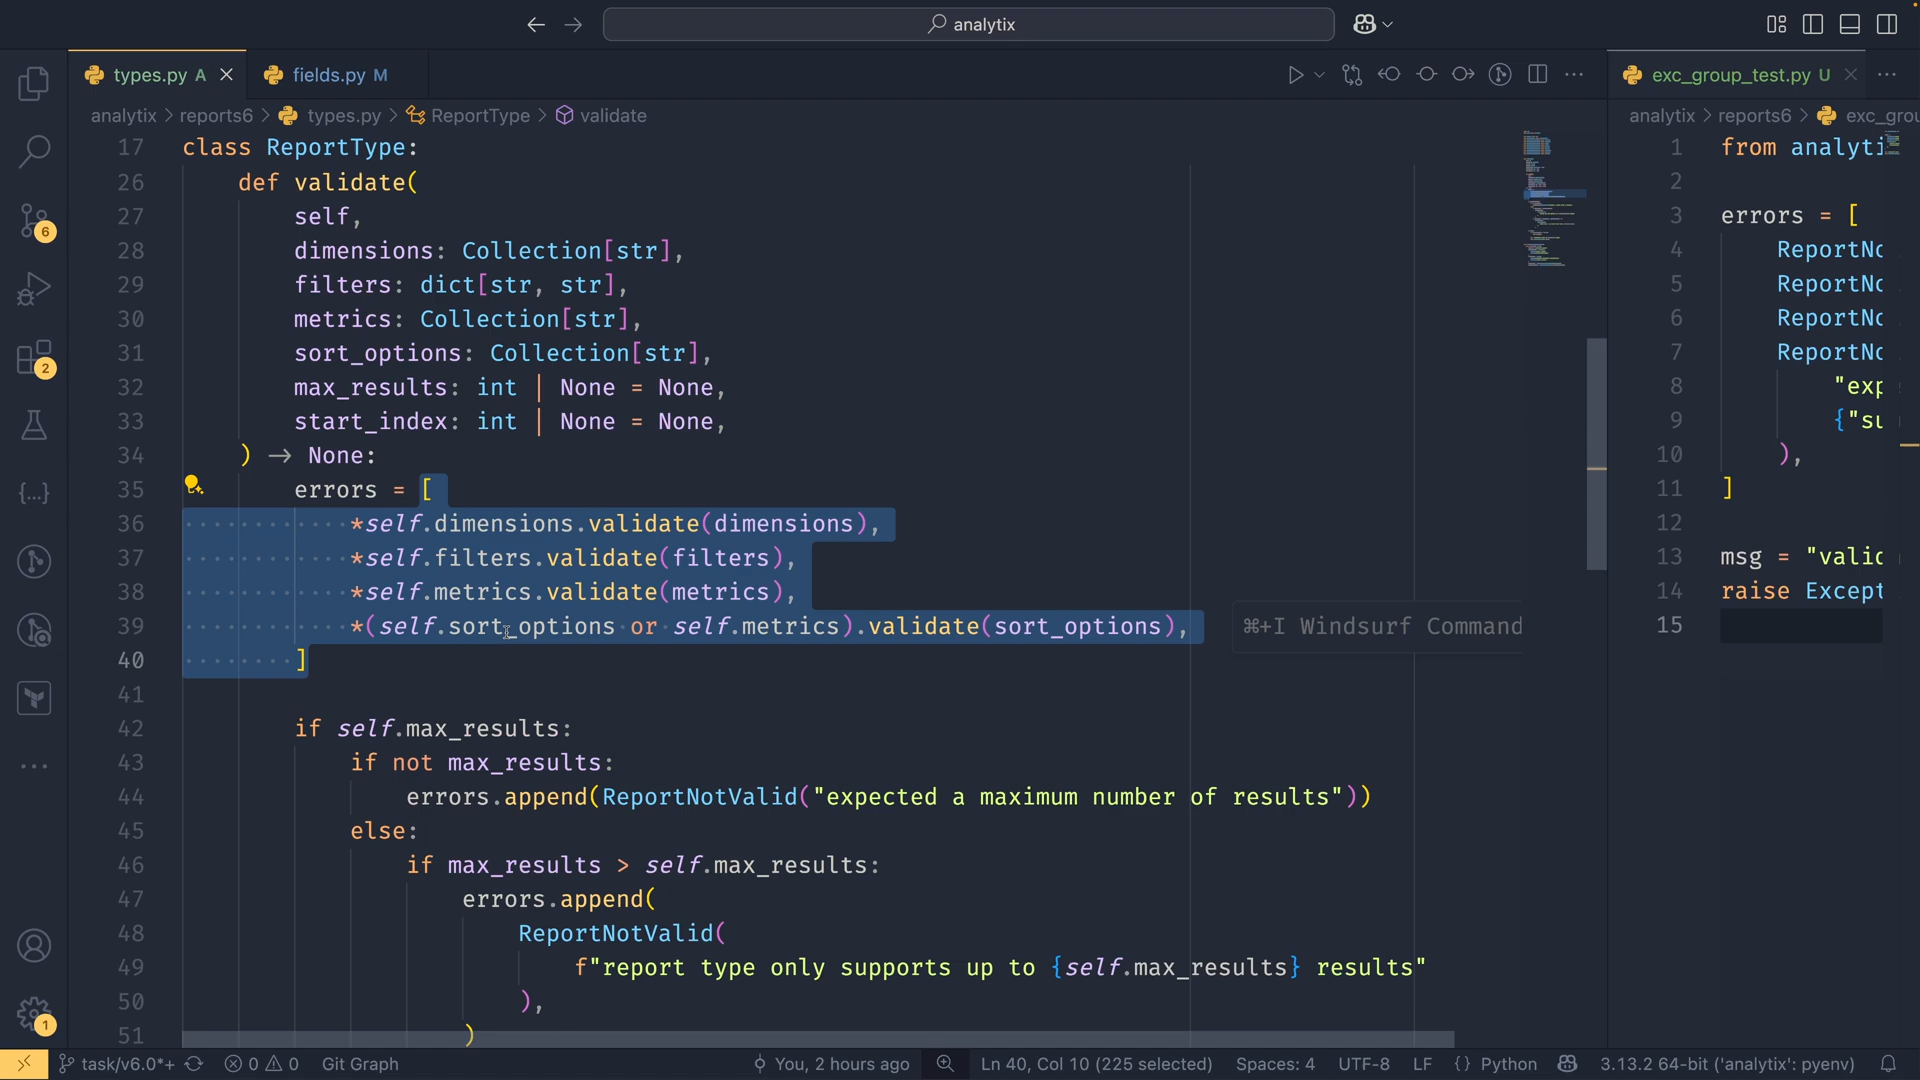 analytix
types.py A
fields.py M
exc_group_test.py U
analytix > reports6 > types.py > ReportType > validate
analytix > reports6 > exc_grou
17 class ReportType:
26 def validate(
27 self,
28 dimensions: Collection[str],
29 filters: dict[str, str],
30 metrics: Collection[str],
31 sort_options: Collection[str],
32 max_results: int | None = None,
33 start_index: int | None = None,
34 ) → None:
35 errors = [
36 *self.dimensions.validate(dimensions),
37 *self.filters.validate(filters),
38 *self.metrics.validate(metrics),
39 *(self.sort_options or self.metrics).validate(sort_options),
⌘+I Windsurf Command
40 ]
41
42 if self.max_results:
43 if not max_results:
44 errors.append(ReportNotValid("expected a maximum number of results"))
45 else:
46 if max_results > self.max_results:
47 errors.append(
48 ReportNotValid(
49 f"report type only supports up to {self.max_results} results"
50 ),
51 )
1 from analyti
2
3 errors = [
4 ReportNo
5 ReportNo
6 ReportNo
7 ReportNo
8 "exp
9 {"su
10 ),
11 ]
12
13 msg = "valid
14 raise Except
15
6
2
1
task/v6.0*+
0 0
Git Graph
You, 2 hours ago
Ln 40, Col 10 (225 selected)
Spaces: 4
UTF-8
LF
{} Python
3.13.2 64-bit ('analytix': pyenv)